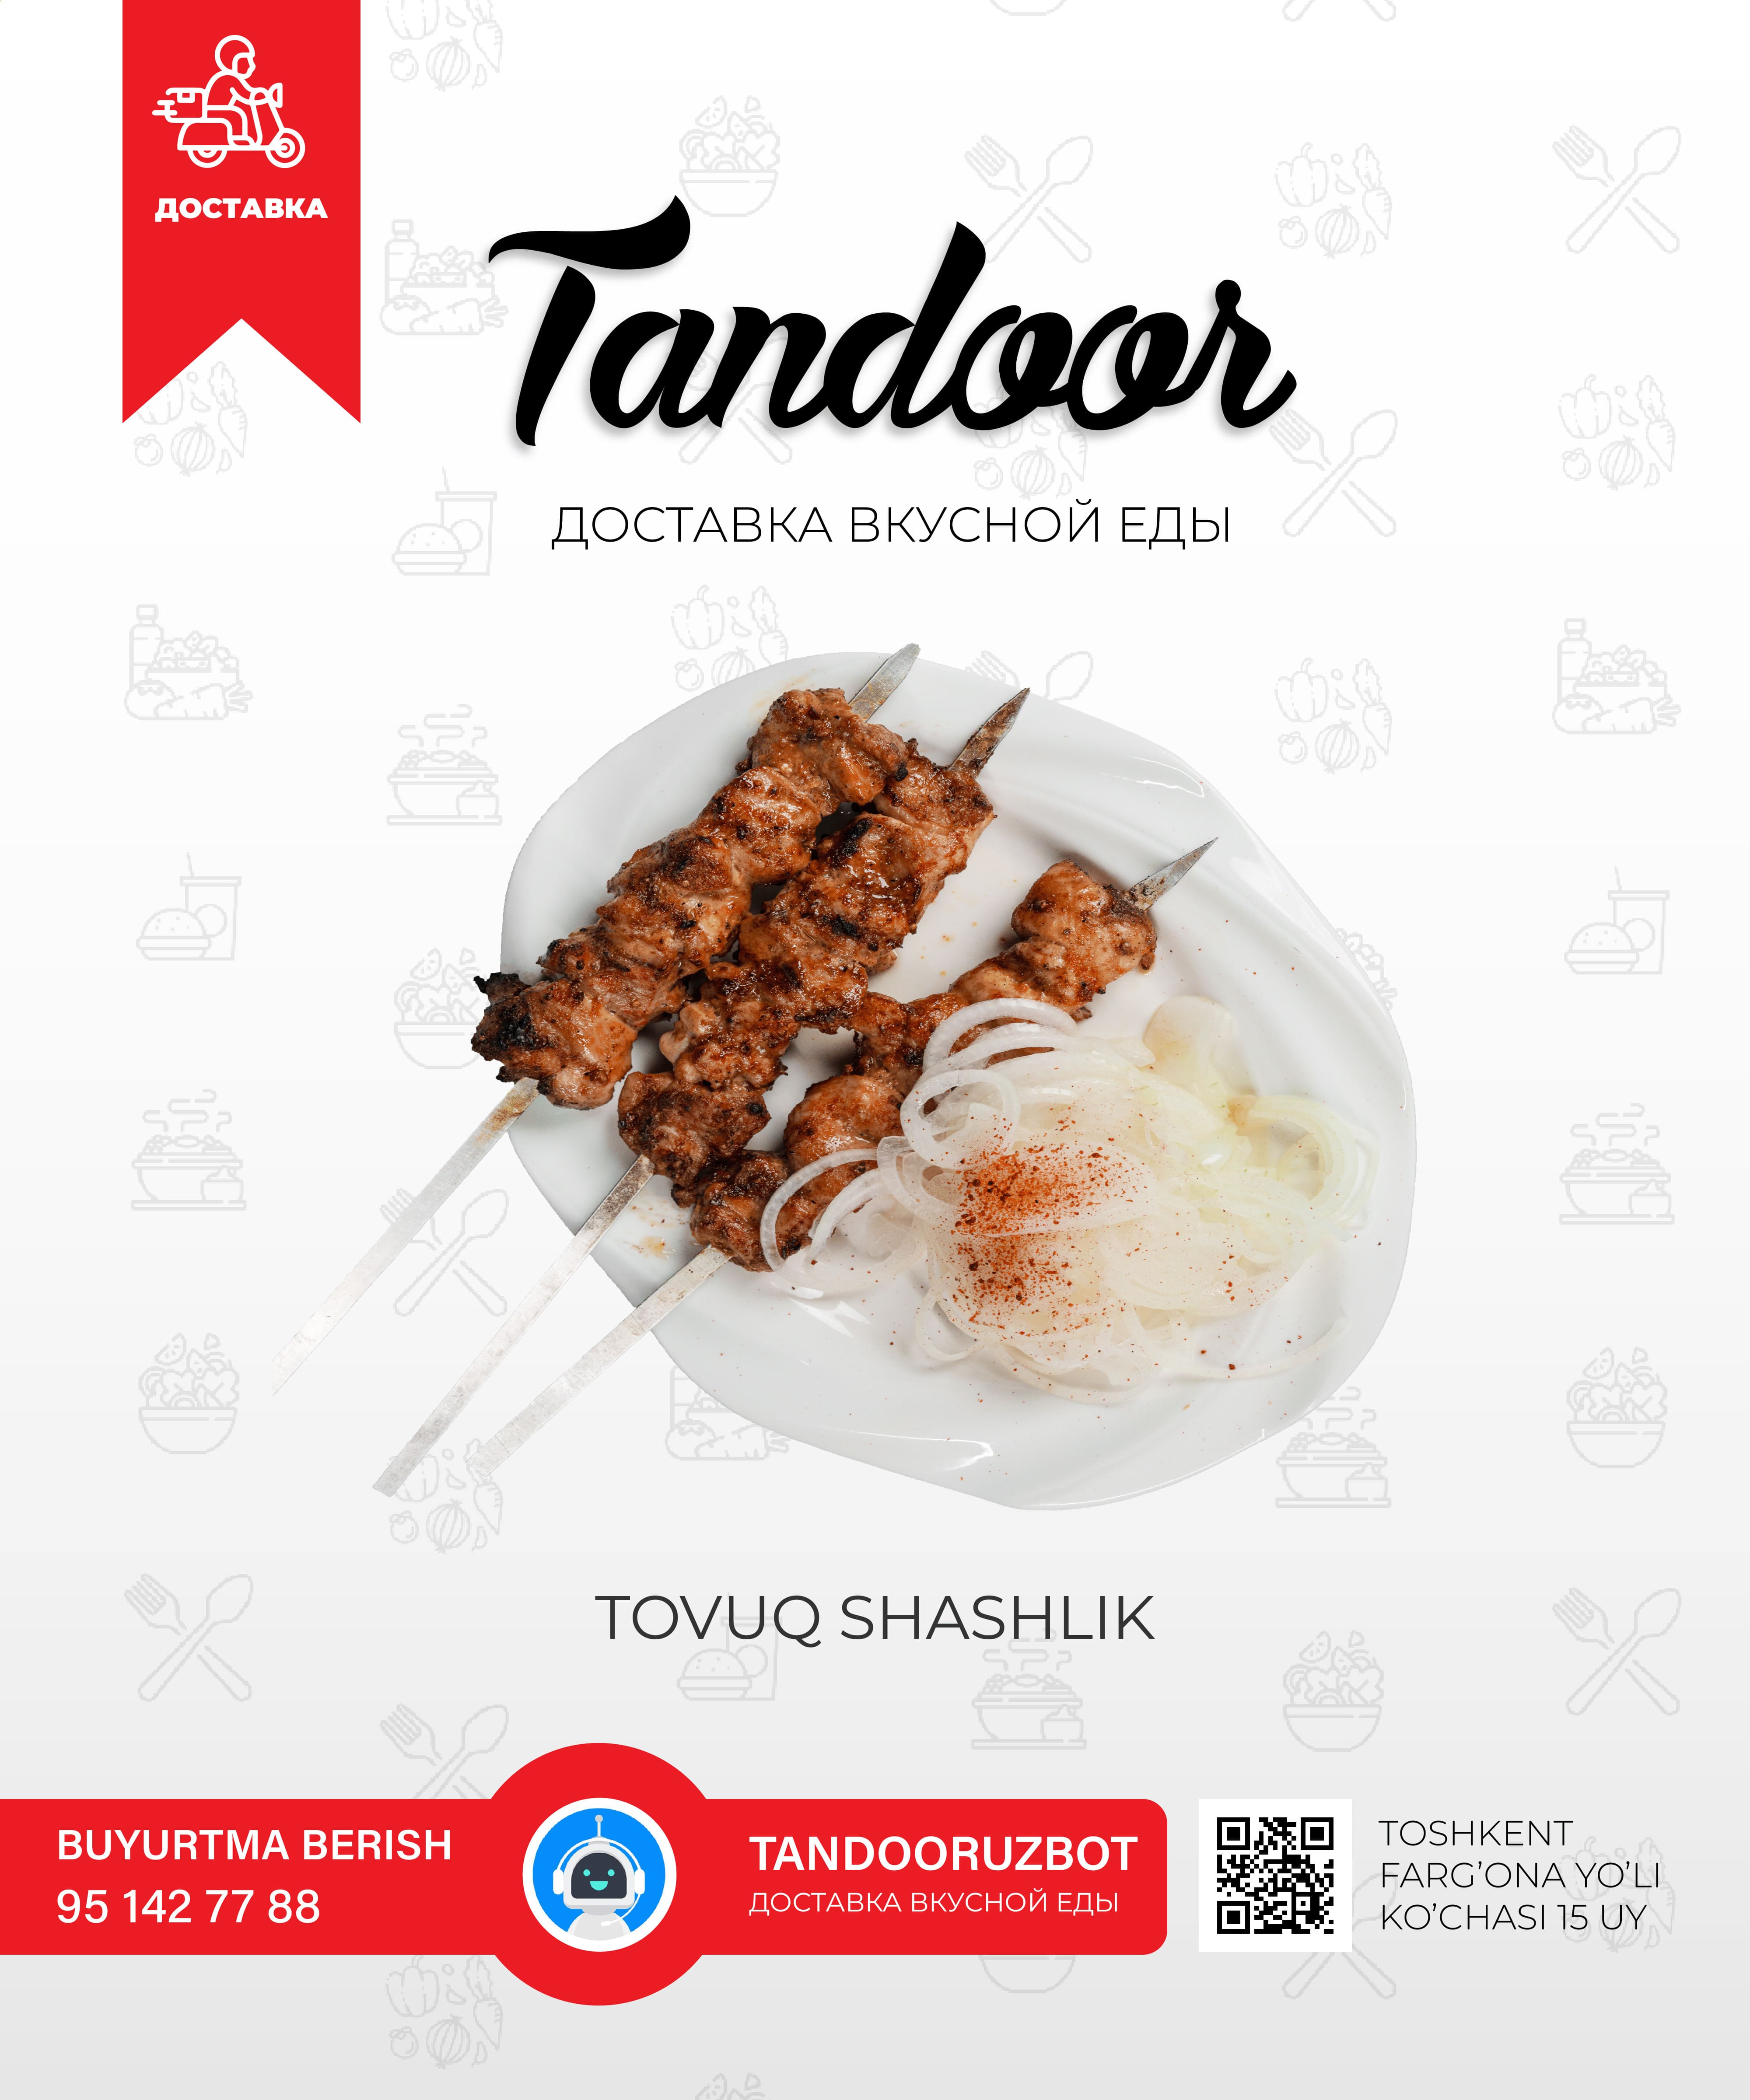 ДОСТАВКА
Tandoor
ДОСТАВКА ВКУСНОЙ ЕДЫ
TOVUQ SHASHLIK
BUYURTMA BERISH
95 142 77 88
TANDOORUZBOT
ДОСТАВКА ВКУСНОЙ ЕДЫ
TOSHKENT
FARG’ONA YO’LI
KO’CHASI 15 UY